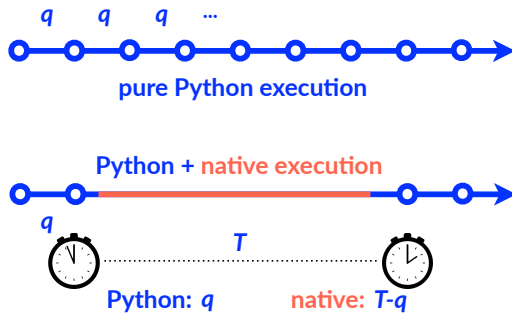 q q q ...
pure Python execution
Python + native execution
q
T
Python: q native: T-q